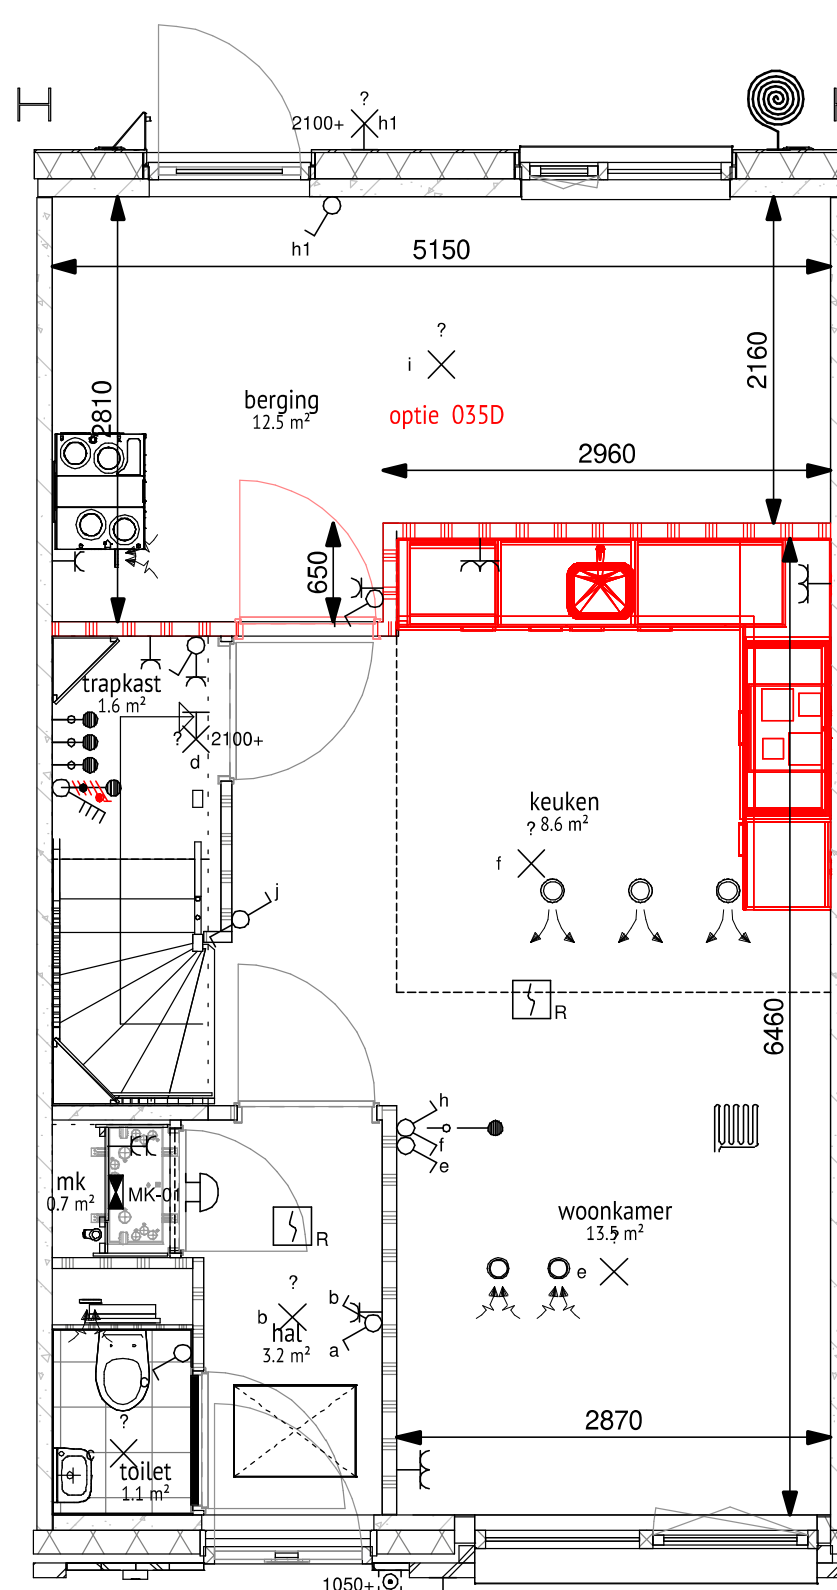 ?
2100+ h1
h1
5150
2810
2160
?
i
berging
12.5 m²
optie 035D
2960
650
trapkast
1.6 m²
? 2100+
d
keuken
? 8.6 m²
f
j
R
6460
h
f
e
mk
0.7 m²
MK-01
woonkamer
13.5 m²
?
e
R
?
b
b
hal
3.2 m²
a
2870
?
toilet
1.1 m²
1050+